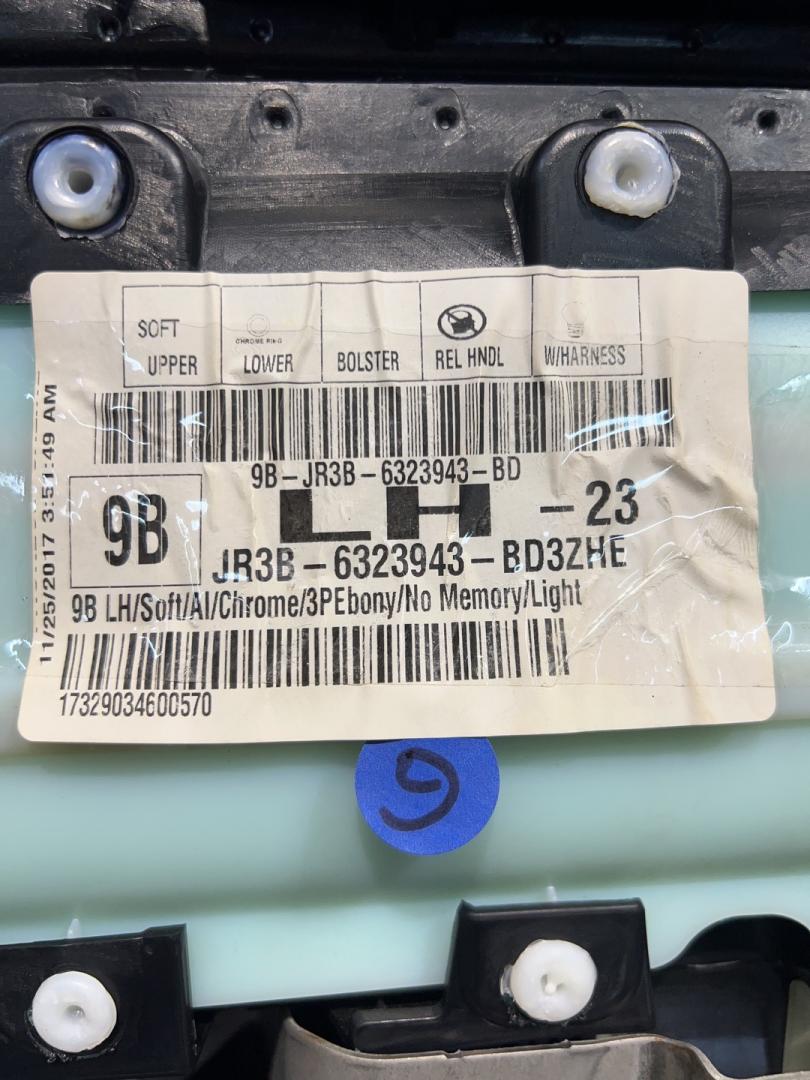 SOFT
UPPER
CHROME RING
LOWER
BOLSTER
REL HNDL
W/HARNESS
9B-JR3B-6323943-BD
9B
LH -23
JR3B-6323943-BD3ZHE
9B LH/Soft/Al/Chrome/3PEbony/No Memory/Light
17329034600570
11/25/2017 3:51:49 AM
9